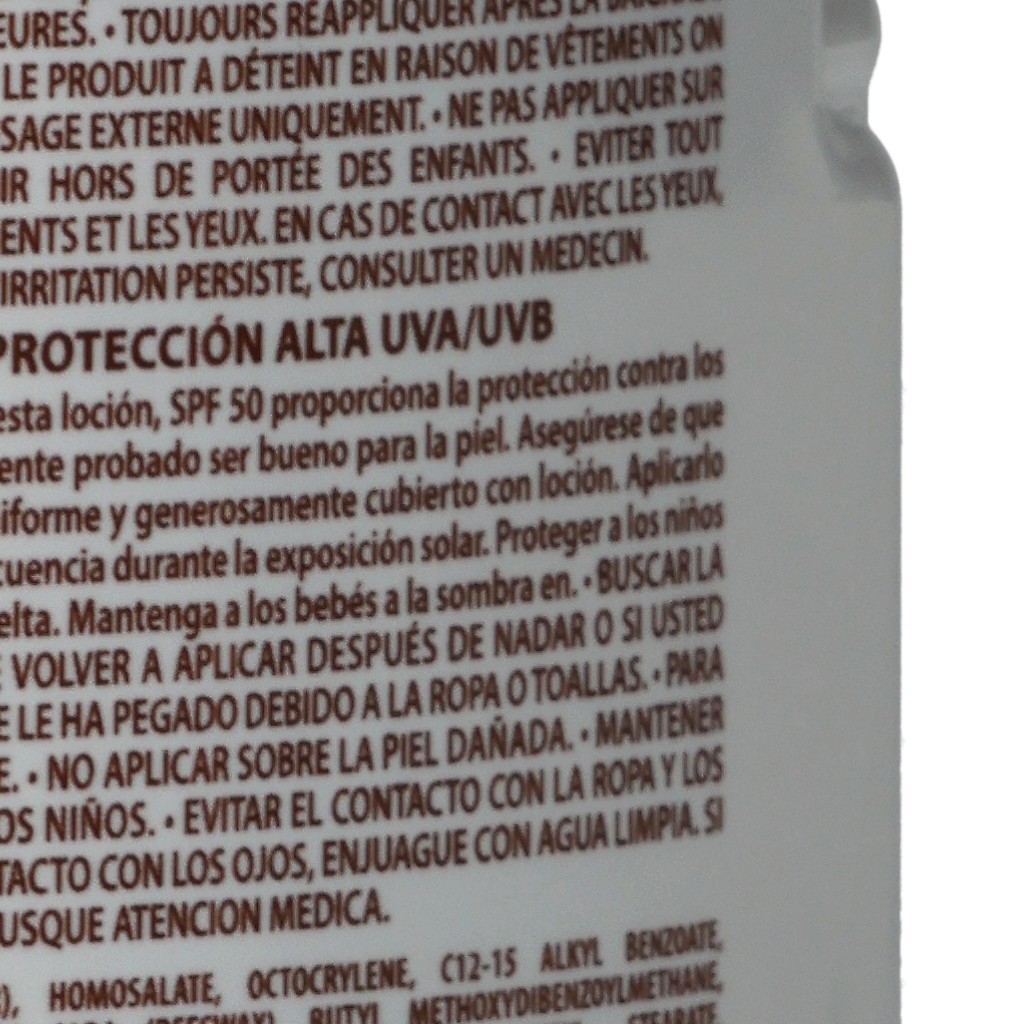 EURES. • TOUJOURS RÉAPPLIQUER APRÈS LA
LE PRODUIT A DÉTEINT EN RAISON DE VÊTEMENTS ON
SAGE EXTERNE UNIQUEMENT. • NE PAS APPLIQUER SUR
IR HORS DE PORTÉE DES ENFANTS. • EVITER TOUT
ENTS ET LES YEUX. EN CAS DE CONTACT AVEC LES YEUX,
IRRITATION PERSISTE, CONSULTER UN MEDECIN.
PROTECCIÓN ALTA UVA/UVB
esta loción, SPF 50 proporciona la protección contra los
ente probado ser bueno para la piel. Asegúrese de que
iforme y generosamente cubierto con loción. Aplicarlo
cuencia durante la exposición solar. Proteger a los niños
elta. Mantenga a los bebés a la sombra en. • BUSCAR LA
E VOLVER A APLICAR DESPUÉS DE NADAR O SI USTED
E LE HA PEGADO DEBIDO A LA ROPA O TOALLAS. • PARA
E. • NO APLICAR SOBRE LA PIEL DAÑADA. • MANTENER
OS NIÑOS. • EVITAR EL CONTACTO CON LA ROPA Y LOS
TACTO CON LOS OJOS, ENJUAGUE CON AGUA LIMPIA. SI
USQUE ATENCION MEDICA.
), HOMOSALATE, OCTOCRYLENE, C12-15 ALKYL BENZOATE,
(BEESWAX), BUTYL METHOXYDIBENZOYLMETHANE,
STEARATE,